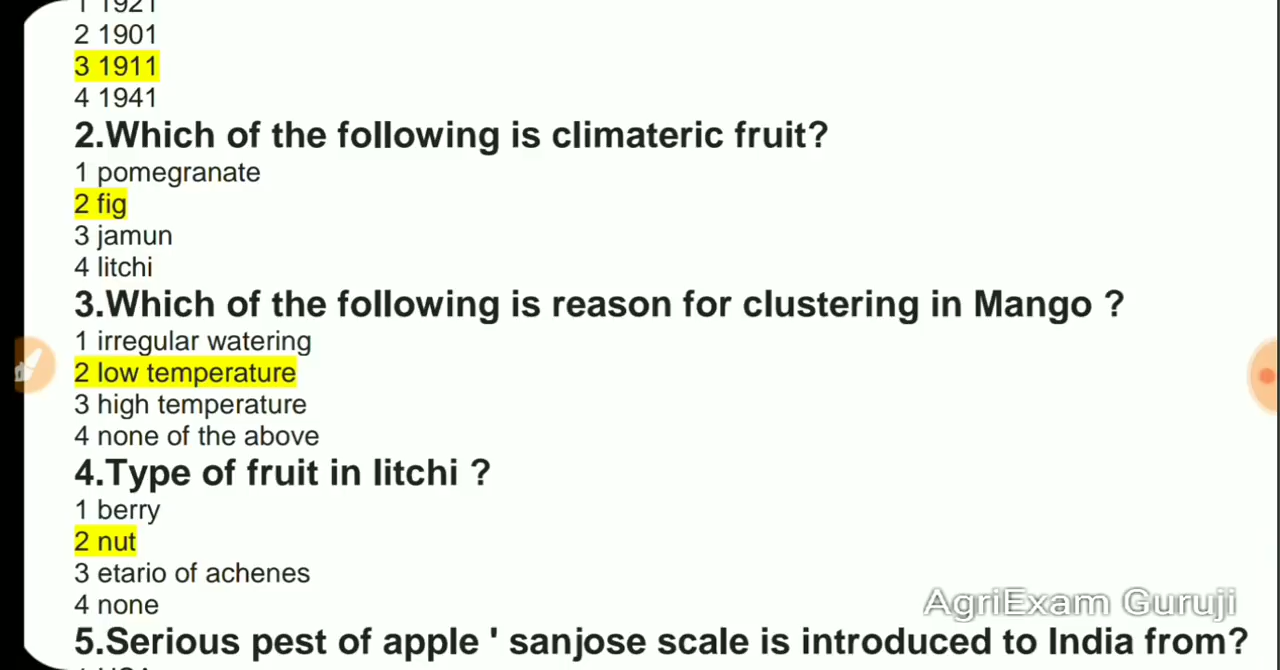 1 1921
2 1901
3 1911
4 1941
2.Which of the following is climateric fruit?
1 pomegranate
2 fig
3 jamun
4 litchi
3.Which of the following is reason for clustering in Mango ?
1 irregular watering
2 low temperature
3 high temperature
4 none of the above
4.Type of fruit in litchi ?
1 berry
2 nut
3 etario of achenes
4 none
AgriExam Guruji
5.Serious pest of apple ' sanjose scale is introduced to India from?